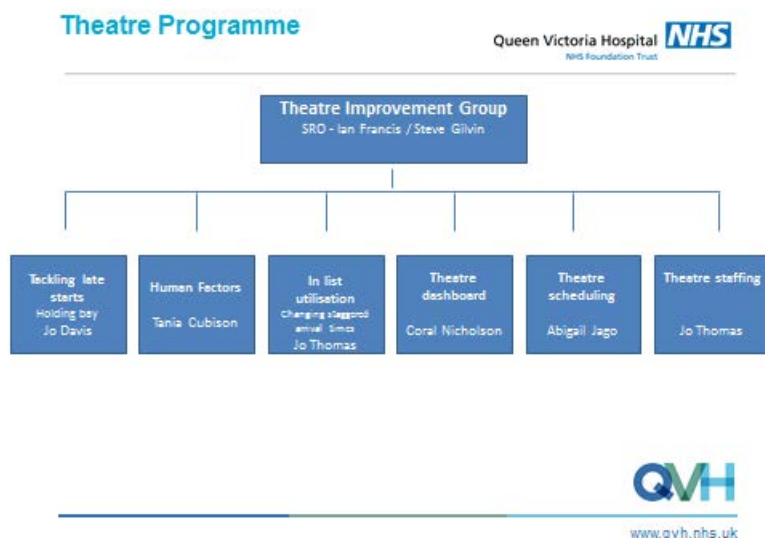 Theatre Programme
Queen Victoria Hospital NHS
NHS Foundation Trust
Theatre Improvement Group
SRO - Ian Francis / Steve Gilvin
Tackling late
starts
Holding bay
Jo Davis
Human Factors
Tania Cubison
In list
utilisation
Changing staggered
arrival times
Jo Thomas
Theatre
dashboard
Coral Nicholson
Theatre
scheduling
Abigail Jago
Theatre staffing
Jo Thomas
QVH
www.qvh.nhs.uk